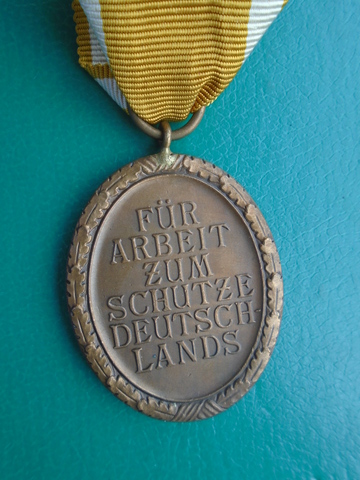 FÜR
ARBEIT
ZUM
SCHUTZE
DEUTSCH-
LANDS